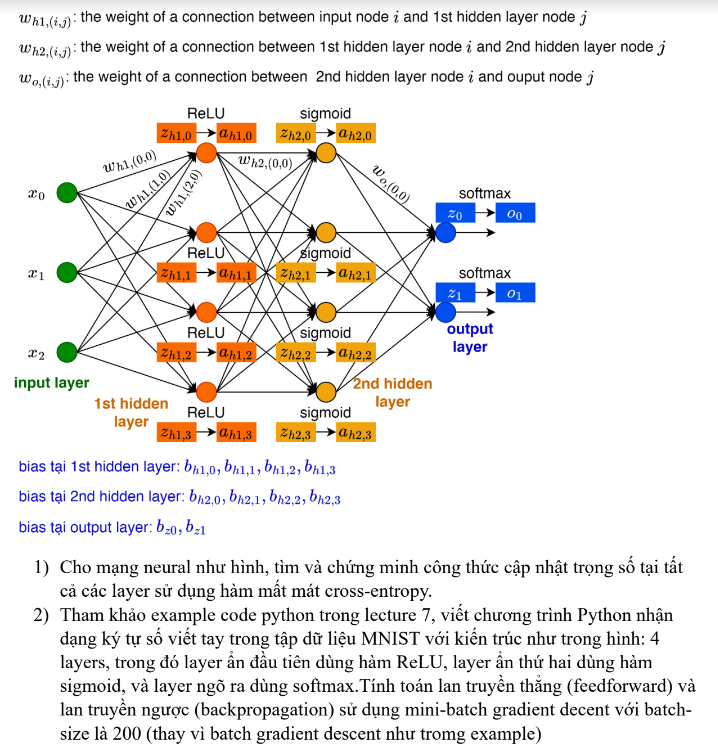 w_{h1,(i,j)}: the weight of a connection between input node i and 1st hidden layer node j
w_{h2,(i,j)}: the weight of a connection between 1st hidden layer node i and 2nd hidden layer node j
w_{o,(i,j)}: the weight of a connection between 2nd hidden layer node i and ouput node j
ReLU sigmoid
z_{h1,0} a_{h1,0} z_{h2,0} a_{h2,0}
w_{h1,(0,0)} w_{h2,(0,0)}
w_{h1,(1,0)} w_{h1,(2,0)} w_{o,(0,0)}
x_0 softmax
z_0 o_0
ReLU sigmoid
x_1 z_{h1,1} a_{h1,1} z_{h2,1} a_{h2,1} softmax
z_1 o_1
ReLU sigmoid output
x_2 z_{h1,2} a_{h1,2} z_{h2,2} a_{h2,2} layer
input layer 2nd hidden
1st hidden layer
layer ReLU sigmoid
z_{h1,3} a_{h1,3} z_{h2,3} a_{h2,3}
bias tại 1st hidden layer: b_{h1,0}, b_{h1,1}, b_{h1,2}, b_{h1,3}
bias tại 2nd hidden layer: b_{h2,0}, b_{h2,1}, b_{h2,2}, b_{h2,3}
bias tại output layer: b_{z0}, b_{z1}
1) Cho mạng neural như hình, tìm và chứng minh công thức cập nhật trọng số tại tất
cả các layer sử dụng hàm mất mát cross-entropy.
2) Tham khảo example code python trong lecture 7, viết chương trình Python nhận
dạng ký tự số viết tay trong tập dữ liệu MNIST với kiến trúc như trong hình: 4
layers, trong đó layer ẩn đầu tiên dùng hàm ReLU, layer ẩn thứ hai dùng hàm
sigmoid, và layer ngõ ra dùng softmax.Tính toán lan truyền thẳng (feedforward) và
lan truyền ngược (backpropagation) sử dụng mini-batch gradient decent với batch-
size là 200 (thay vì batch gradient descent như tromg example)